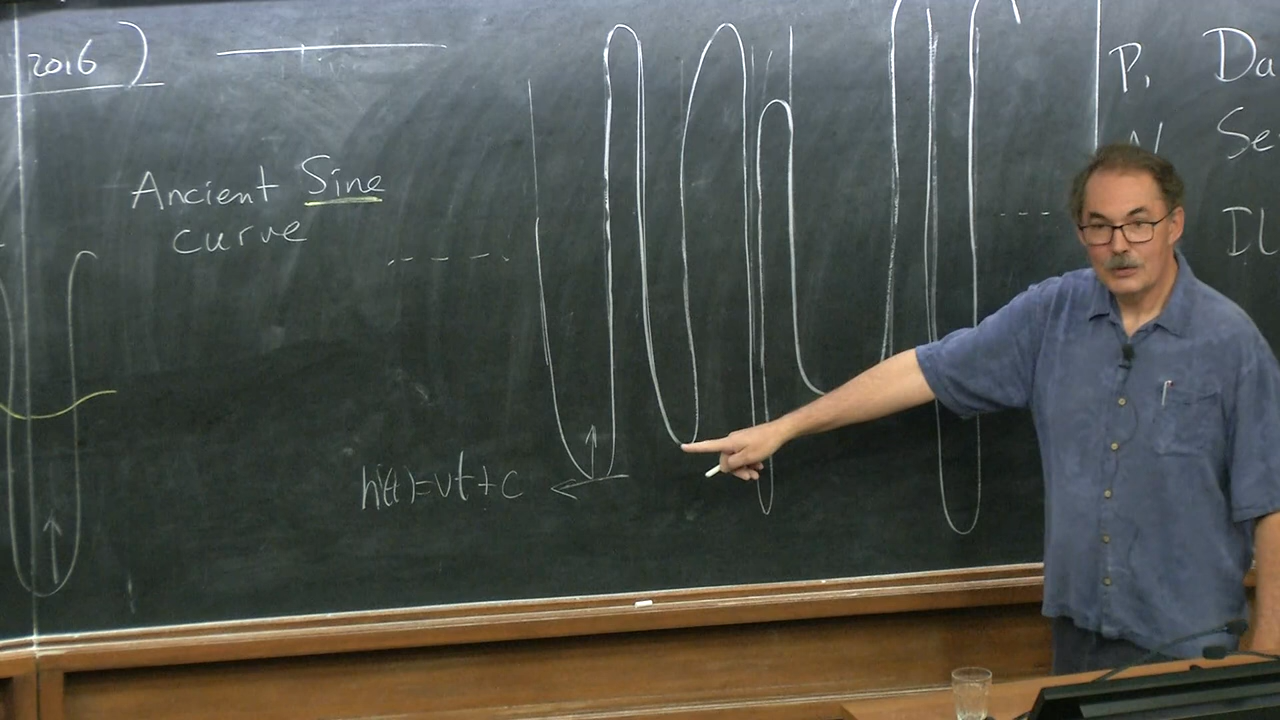 2016)
Ancient Sine
curve
h(t)=vt+c
P. Da
Se